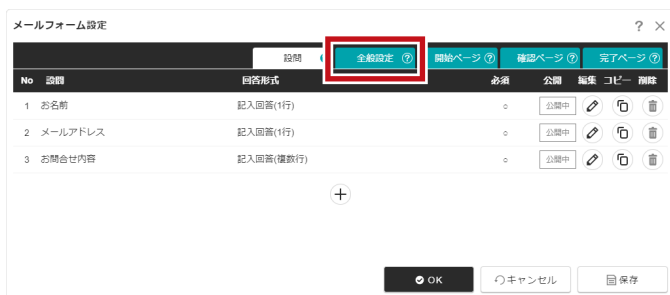 メールフォーム設定 ? ×
設問 全般設定 ? 開始ページ ? 確認ページ ? 完了ページ ?
No 設問 回答形式 必須 公開 編集 コピー 削除
1 お名前 記入回答(1行) ○ 公開中
2 メールアドレス 記入回答(1行) ○ 公開中
3 お問合せ内容 記入回答(複数行) ○ 公開中
+
OK キャンセル 保存